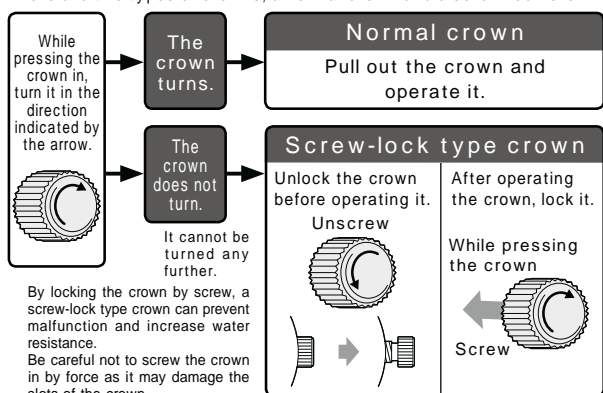 While
pressing the
crown in,
turn it in the
direction
indicated by
the arrow.
The
crown
turns.
Normal crown
Pull out the crown and
operate it.
The
crown
does not
turn.
It cannot be
turned any
further.
Screw-lock type crown
Unlock the crown
before operating it.
Unscrew
After operating
the crown, lock it.
While pressing
the crown
Screw
By locking the crown by screw, a
screw-lock type crown can prevent
malfunction and increase water
resistance.
Be careful not to screw the crown
in by force as it may damage the
slots of the crown.